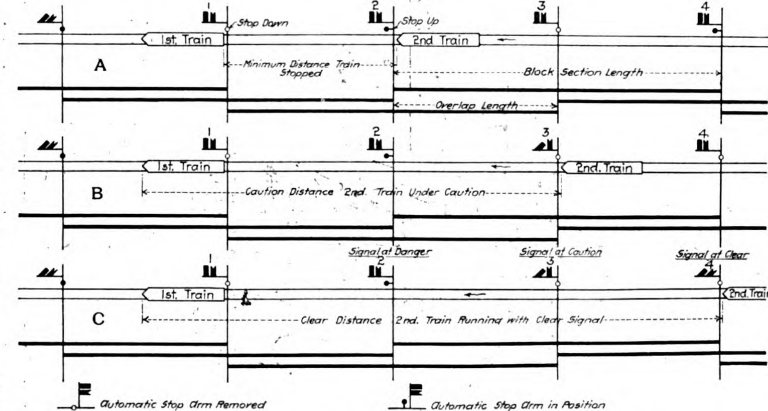 1 2 3 4
Stop Down Stop Up
1st. Train 2nd Train
A
Minimum Distance Train
Stopped
Block Section Length
Overlap Length
1 2 3 4
1st. Train 2nd. Train
B
Caution Distance 2nd. Train Under Caution
Signal at Danger Signal at Caution Signal at Clear
1 2 3 4
1st. Train 2nd. Train
C
Clear Distance 2nd. Train Running with Clear Signal
Automatic Stop Arm Removed Automatic Stop Arm in Position